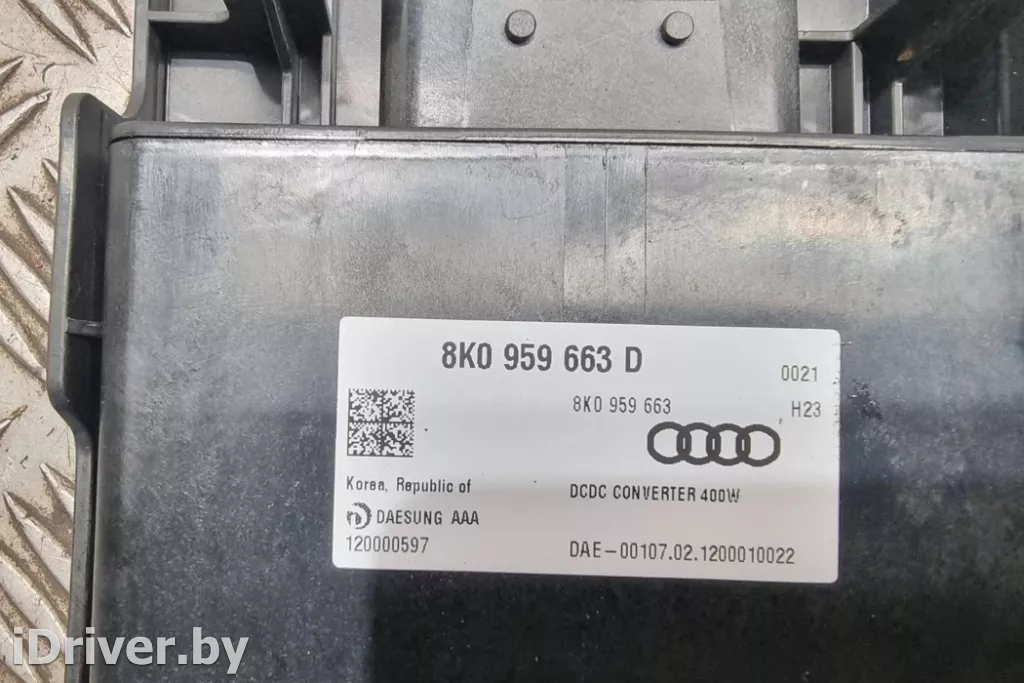 8K0 959 663 D
0021
8K0 959 663
H23
Korea, Republic of
DCDC CONVERTER 400W
DAESUNG AAA
120000597
DAE-00107.02.1200010022
iDriver.by